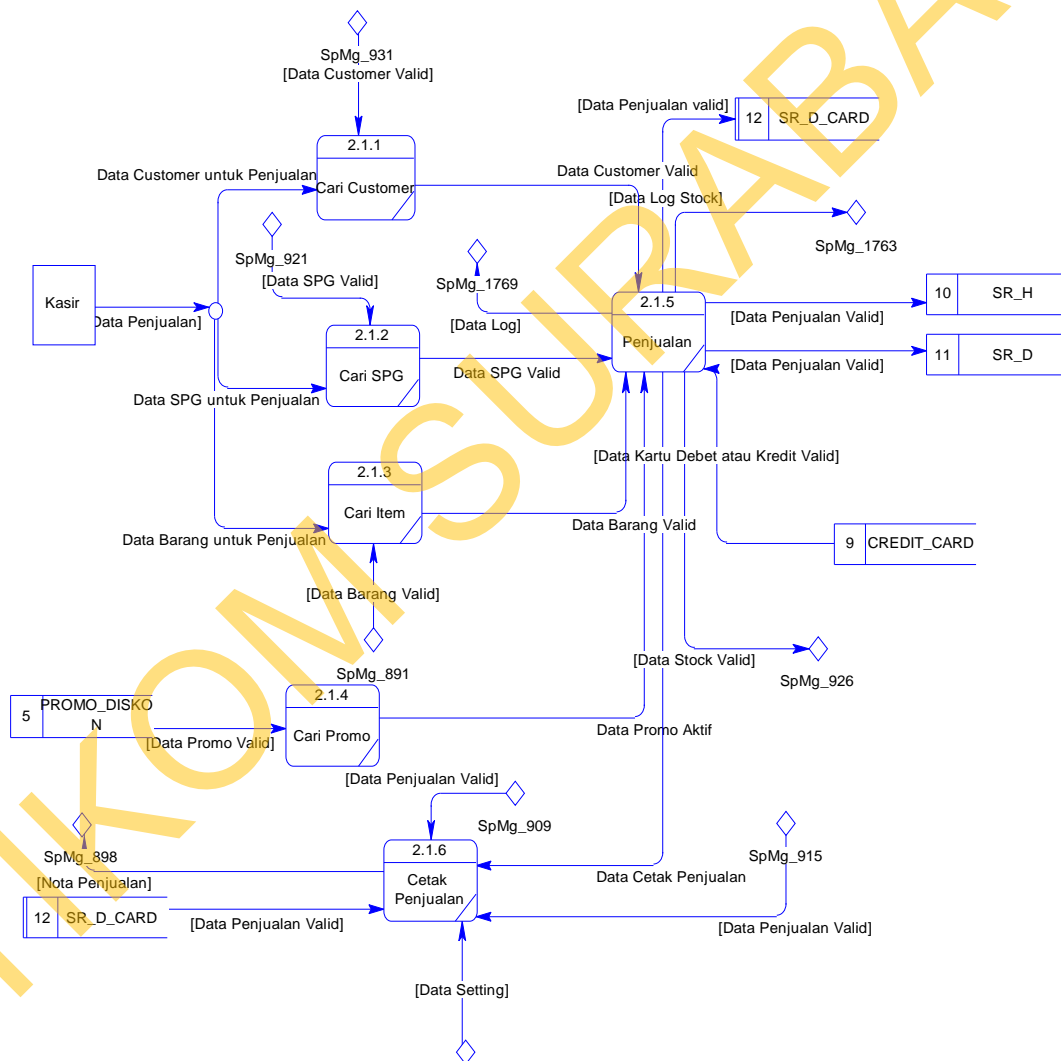 SpMg_931
[Data Customer Valid]
[Data Penjualan valid]
12 SR_D_CARD
2.1.1
Cari Customer
Data Customer untuk Penjualan
Data Customer Valid
[Data Log Stock]
SpMg_1763
SpMg_921
[Data SPG Valid]
SpMg_1769
[Data Log]
Kasir
Data Penjualan]
2.1.5
Penjualan
10 SR_H
[Data Penjualan Valid]
11 SR_D
[Data Penjualan Valid]
2.1.2
Cari SPG
Data SPG Valid
Data SPG untuk Penjualan
2.1.3
Cari Item
[Data Kartu Debet atau Kredit Valid]
Data Barang Valid
Data Barang untuk Penjualan
9 CREDIT_CARD
[Data Barang Valid]
SpMg_891
[Data Stock Valid]
SpMg_926
5 PROMO_DISKO
N
[Data Promo Valid]
2.1.4
Cari Promo
Data Promo Aktif
[Data Penjualan Valid]
SpMg_909
SpMg_898
[Nota Penjualan]
2.1.6
Cetak
Penjualan
Data Cetak Penjualan
SpMg_915
12 SR_D_CARD
[Data Penjualan Valid]
[Data Penjualan Valid]
[Data Setting]
IKOM SURABA